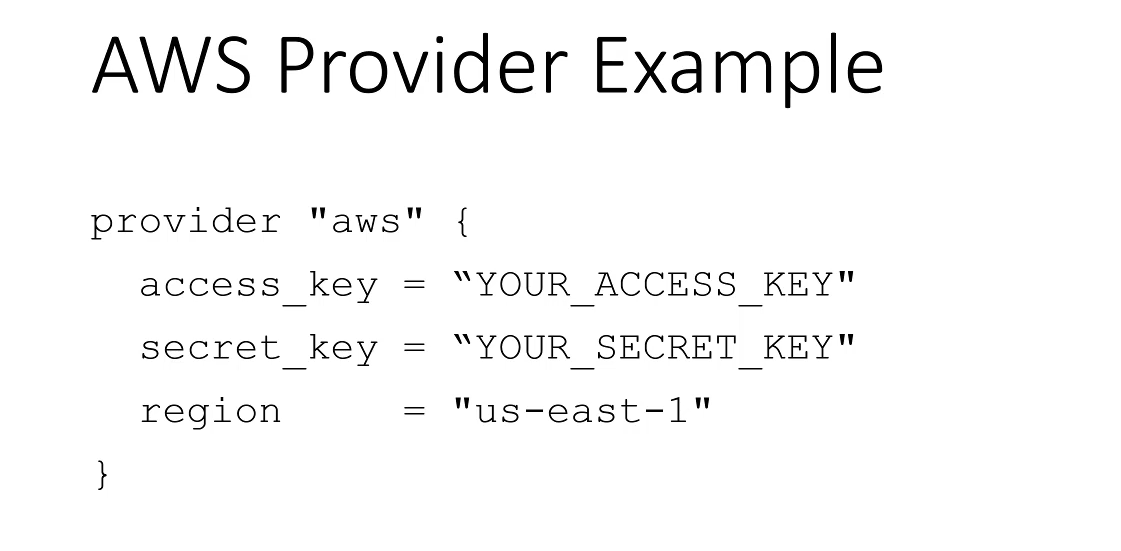 AWS Provider Example
provider "aws" {
  access_key = “YOUR_ACCESS_KEY"
  secret_key = “YOUR_SECRET_KEY"
  region     = "us-east-1"
}